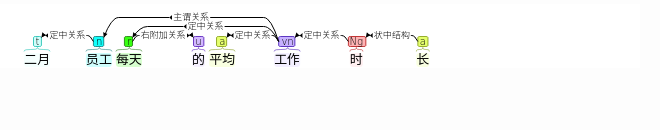 主谓关系
定中关系
定中关系 右附加关系 定中关系 定中关系 状中结构
t n r u a vn Ng a
二月 员工 每天 的 平均 工作 时 长